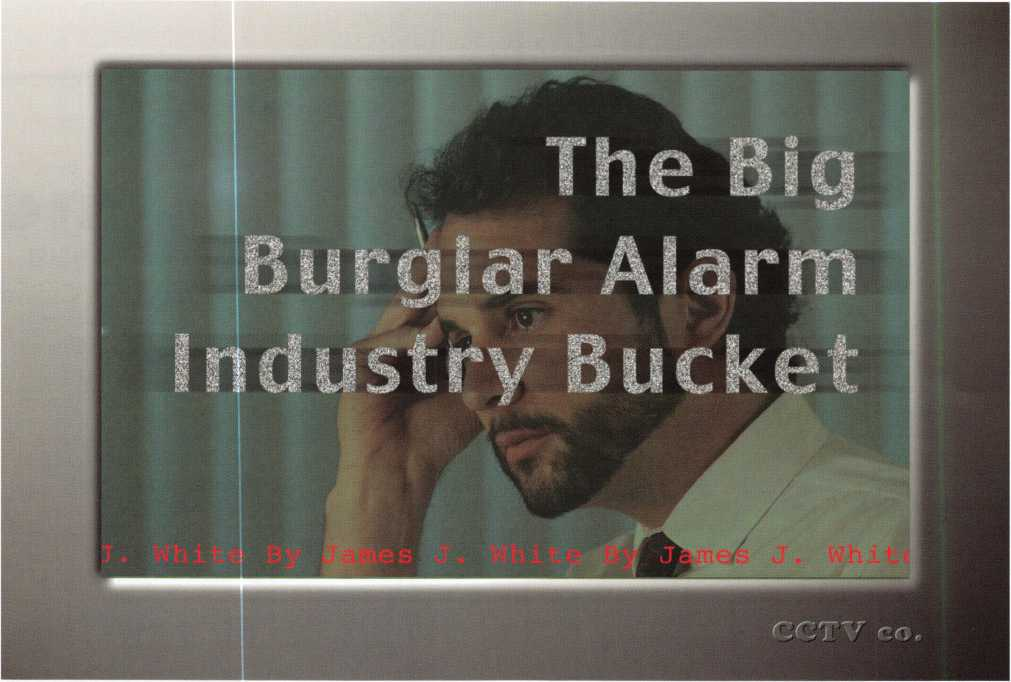 The Big
Burglar Alarm
Industry Bucket
J. White By James J. White By James J. White
CCTV co.